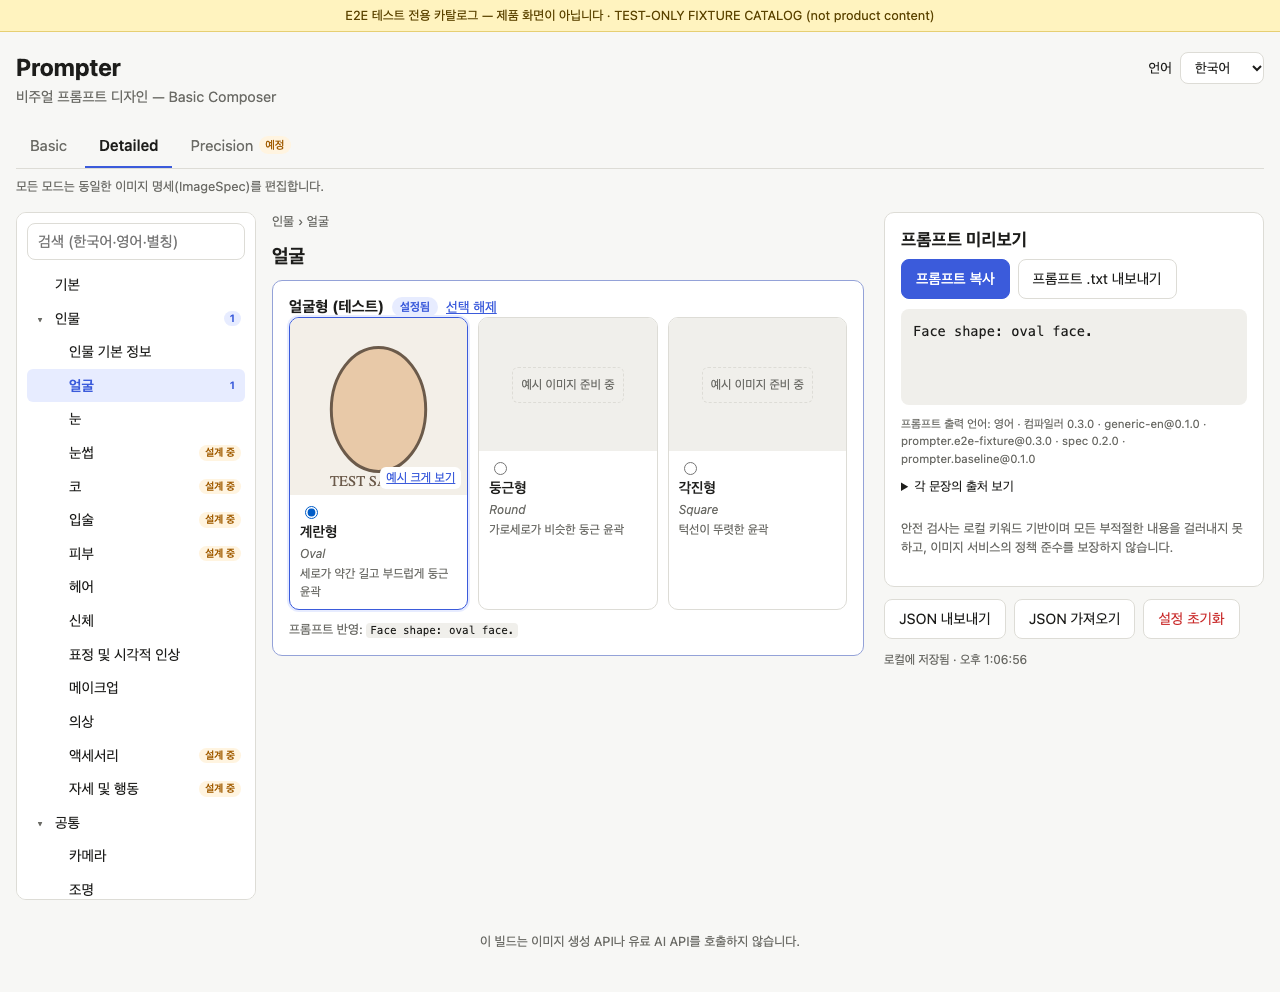 E2E 테스트 전용 카탈로그 — 제품 화면이 아닙니다 · TEST-ONLY FIXTURE CATALOG (not product content)
Prompter
언어
한국어
비주얼 프롬프트 디자인 — Basic Composer
Basic
Detailed
Precision 예정
모든 모드는 동일한 이미지 명세(ImageSpec)를 편집합니다.
검색 (한국어·영어·별칭)
기본
▾ 인물 1
인물 기본 정보
얼굴 1
눈
눈썹 설계 중
코 설계 중
입술 설계 중
피부 설계 중
헤어
신체
표정 및 시각적 인상
메이크업
의상
액세서리 설계 중
자세 및 행동 설계 중
▾ 공통
카메라
조명
인물 › 얼굴
얼굴
얼굴형 (테스트) 설정됨 선택 해제
TEST
예시 크게 보기
계란형
Oval
세로가 약간 길고 부드럽게 둥근
윤곽
예시 이미지 준비 중
둥근형
Round
가로세로가 비슷한 둥근 윤곽
예시 이미지 준비 중
각진형
Square
턱선이 뚜렷한 윤곽
프롬프트 반영: Face shape: oval face.
프롬프트 미리보기
프롬프트 복사
프롬프트 .txt 내보내기
Face shape: oval face.
프롬프트 출력 언어: 영어 · 컴파일러 0.3.0 · generic-en@0.1.0 ·
prompter.e2e-fixture@0.3.0 · spec 0.2.0 ·
prompter.baseline@0.1.0
▶ 각 문장의 출처 보기
안전 검사는 로컬 키워드 기반이며 모든 부적절한 내용을 걸러내지 못
하고, 이미지 서비스의 정책 준수를 보장하지 않습니다.
JSON 내보내기
JSON 가져오기
설정 초기화
로컬에 저장됨 · 오후 1:06:56
이 빌드는 이미지 생성 API나 유료 AI API를 호출하지 않습니다.